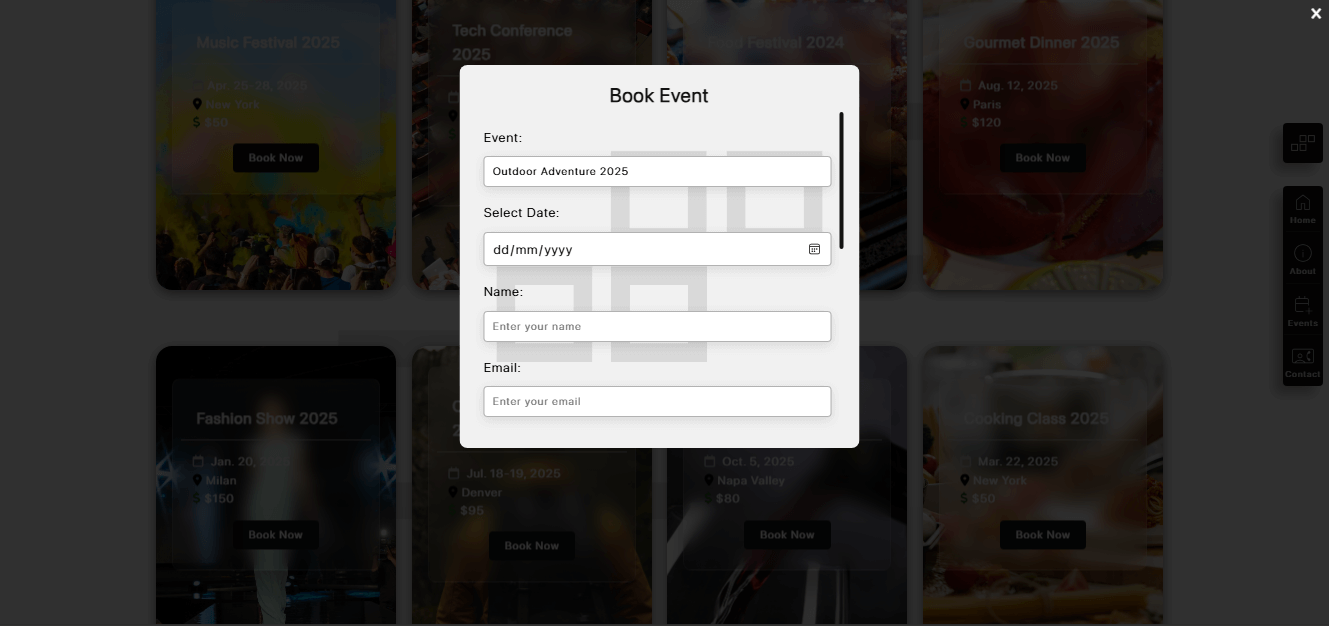 Music Festival 2025
Apr. 25-28, 2025
New York
$50
Book Now
Tech Conference
2025
Food Festival 2024
Gourmet Dinner 2025
Aug. 12, 2025
Paris
$120
Book Now
Book Event
Event:
Outdoor Adventure 2025
Select Date:
dd/mm/yyyy
Name:
Enter your name
Email:
Enter your email
Home
About
Events
Contact
Fashion Show 2025
Jan. 20,
Milan
$150
Book Now
Jul. 18-19, 2025
Denver
$95
Book Now
Oct. 5, 2025
Napa Valley
$80
Book Now
Cooking Class 2025
Mar. 22, 2025
New York
$50
Book Now